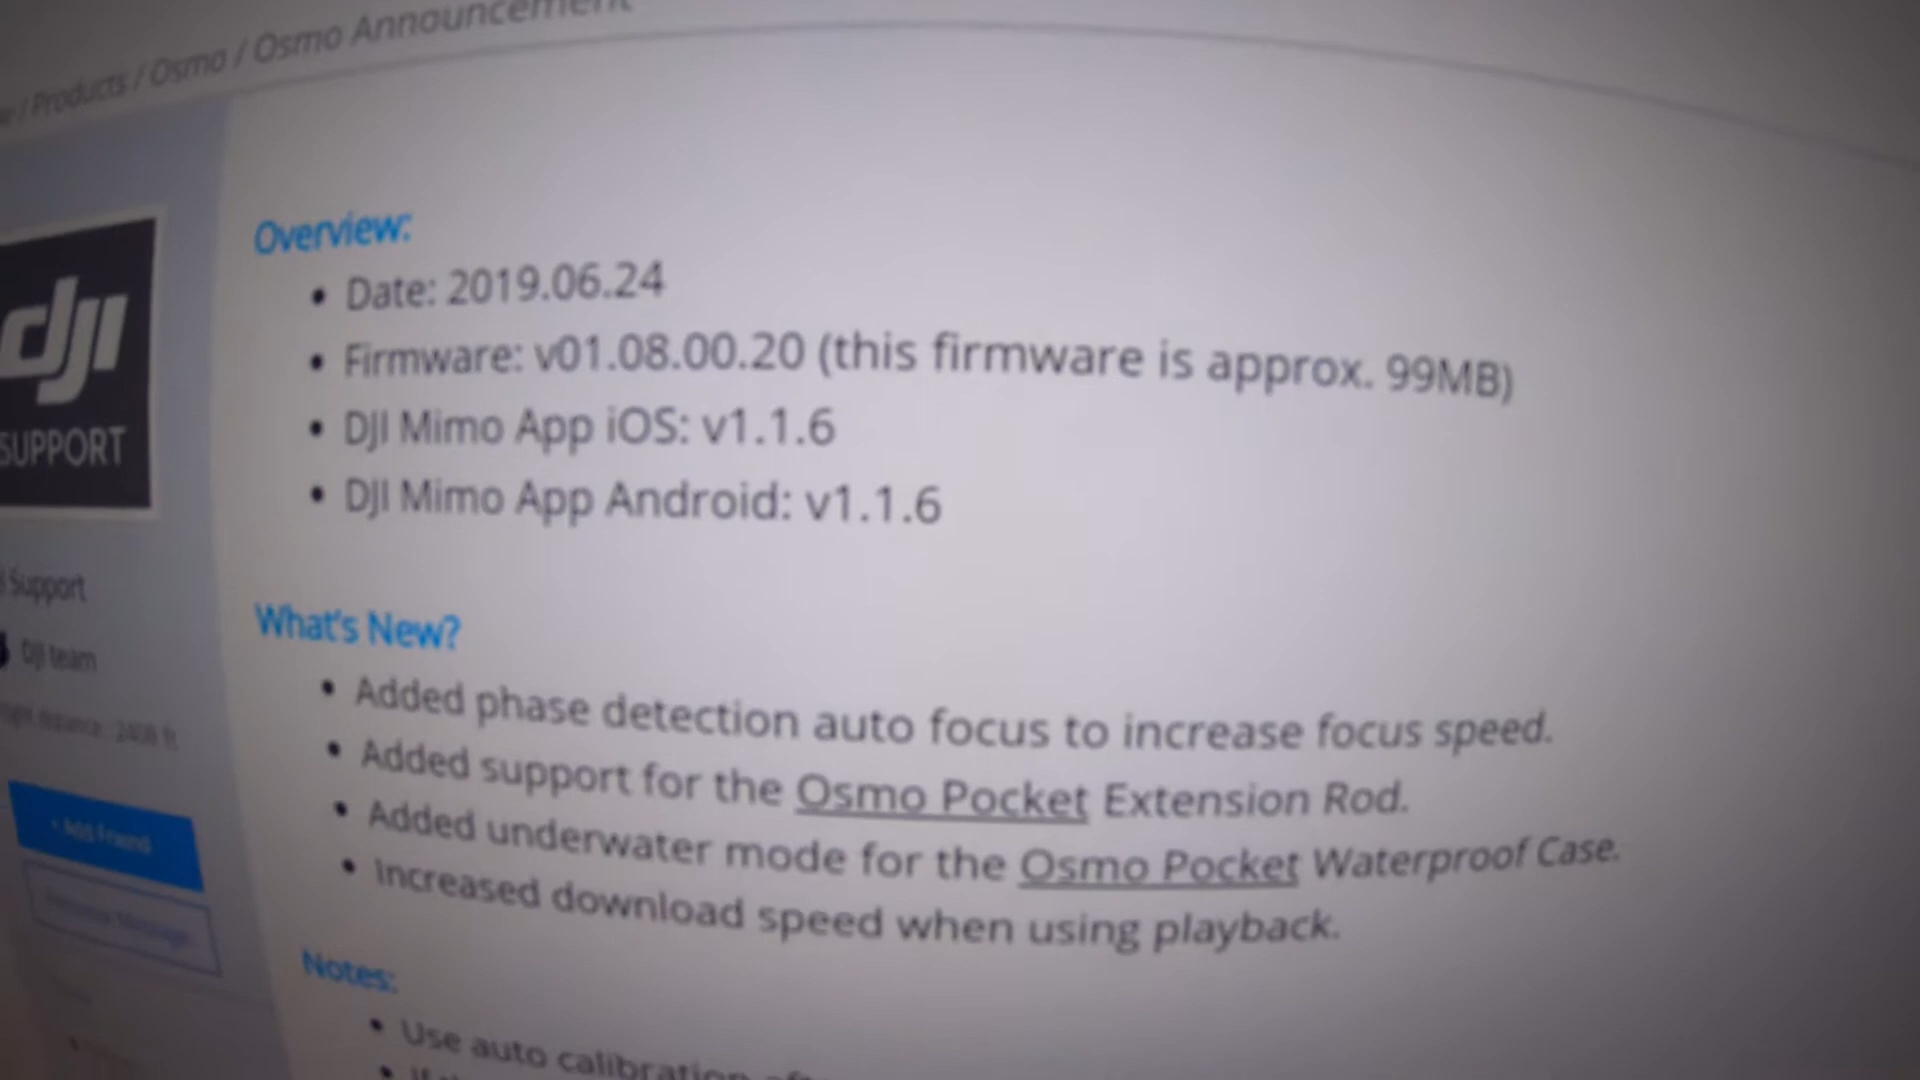 / Products / Osmo / Osmo Announcement
dji
SUPPORT
Support
DJI team
2408 ft
+ Add Friend
Message
Overview:
• Date: 2019.06.24
• Firmware: v01.08.00.20 (this firmware is approx. 99MB)
• DJI Mimo App iOS: v1.1.6
• DJI Mimo App Android: v1.1.6
What's New?
• Added phase detection auto focus to increase focus speed.
• Added support for the Osmo Pocket Extension Rod.
• Added underwater mode for the Osmo Pocket Waterproof Case.
• Increased download speed when using playback.
Notes:
• Use auto calibration